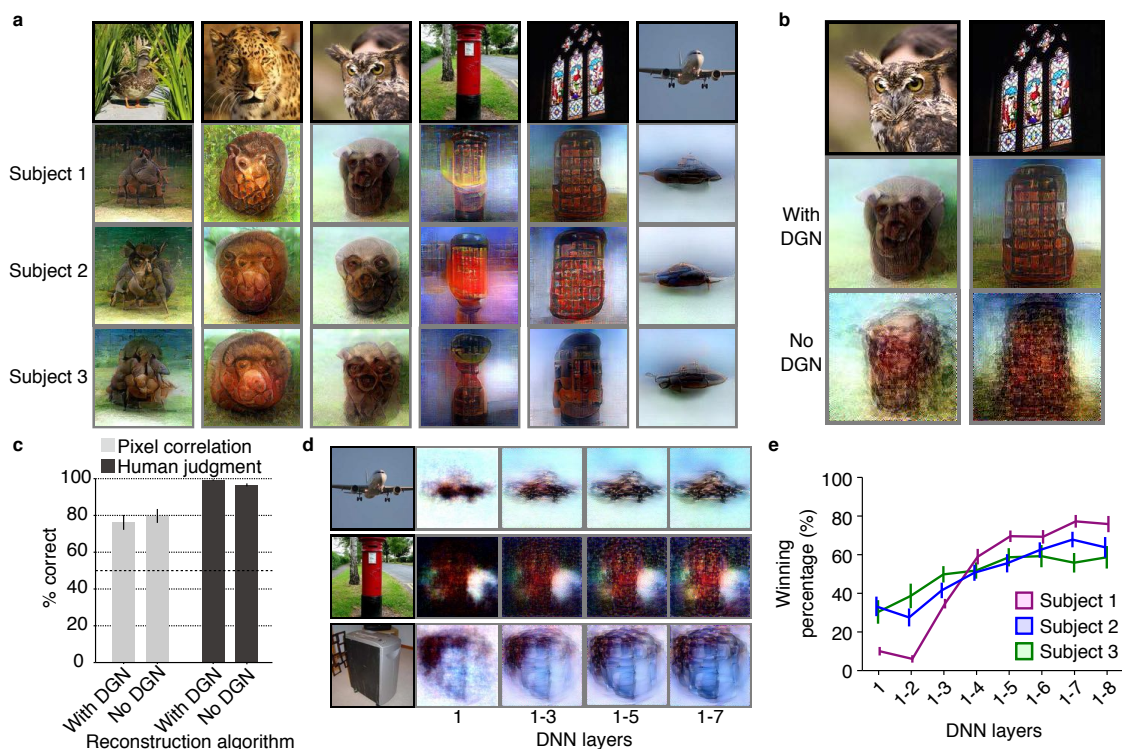 a
b
Subject 1
Subject 2
Subject 3
With
DGN
No
DGN
c
Pixel correlation
Human judgment
% correct
100
80
60
40
20
0
With DGN
No DGN
With DGN
No DGN
Reconstruction algorithm
d
1
1-3
1-5
1-7
DNN layers
e
Winning
percentage (%)
100
80
60
40
20
0
Subject 1
Subject 2
Subject 3
1
1-2
1-3
1-4
1-5
1-6
1-7
1-8
DNN layers